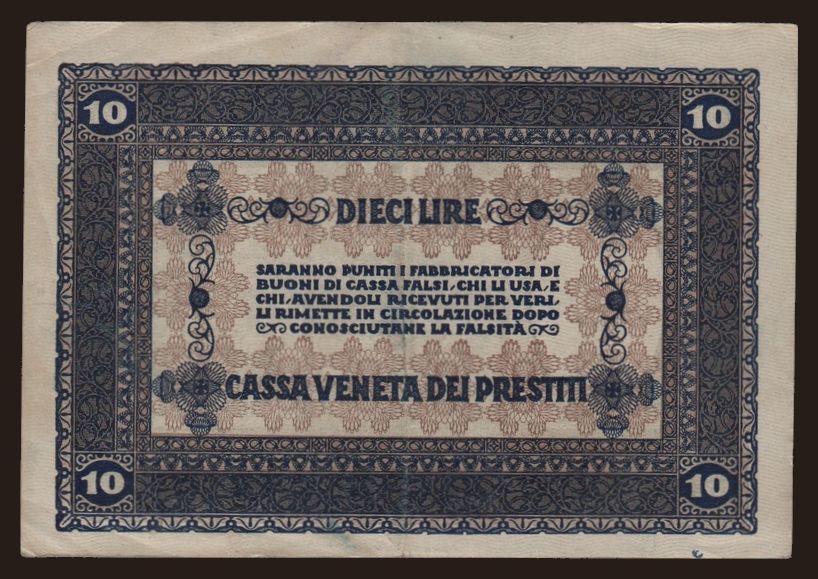 10 10
DIECI LIRE
SARANNO PUNITI I FABBRICATORI DI
BUONI DI CASSA FALSI, CHI LI USA, E
CHI, AVENDOLI RICEVUTI PER VERI,
LI RIMETTE IN CIRCOLAZIONE DOPO
CONOSCIUTANE LA FALSITÀ
CASSA VENETA DEI PRESTITI
10 10